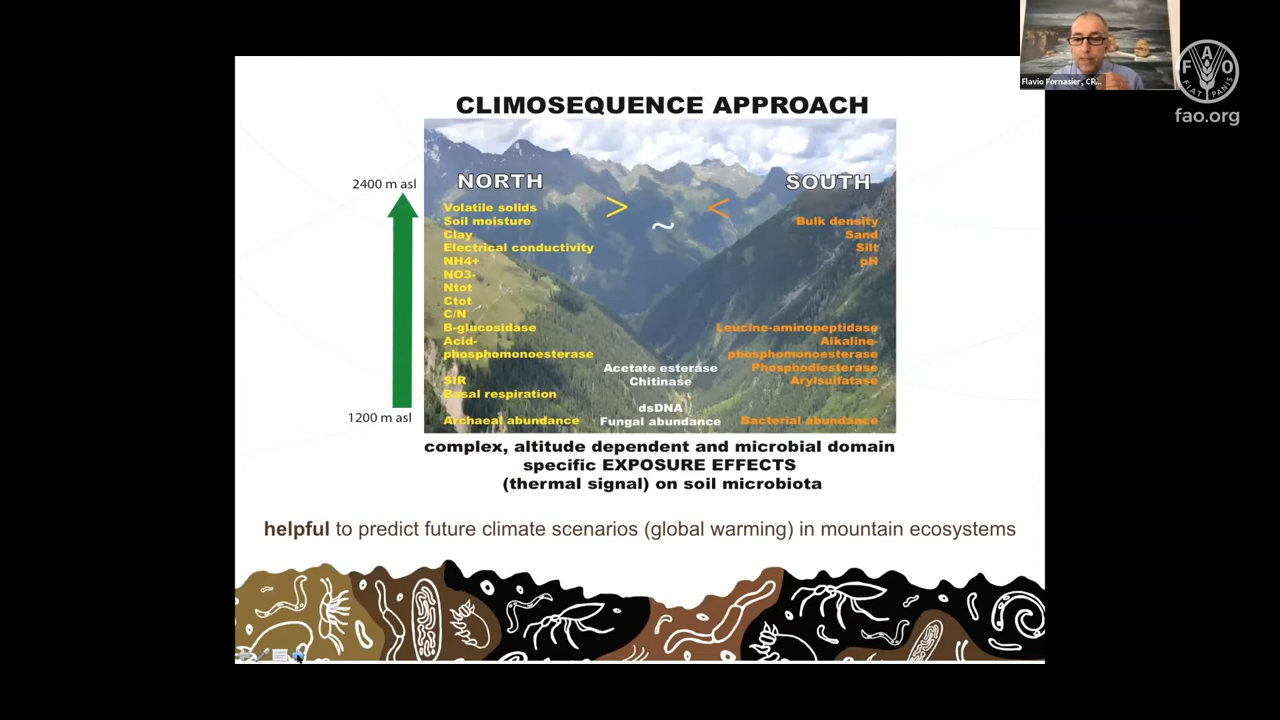 Flavio Fornasier, CR...
FAO
FIAT PANIS
fao.org
CLIMOSEQUENCE APPROACH
2400 m asl
1200 m asl
NORTH
>
Volatile solids
Soil moisture
Clay
Electrical conductivity
NH4+
NO3-
Ntot
Ctot
C/N
B-glucosidase
Acid-
phosphomonoesterase
SIR
Basal respiration
Archaeal abundance
~
Acetate esterase
Chitinase
dsDNA
Fungal abundance
SOUTH
<
Bulk density
Sand
Silt
pH
Leucine-aminopeptidase
Alkaline-
phosphomonoesterase
Phosphodiesterase
Arylsulfatase
Bacterial abundance
complex, altitude dependent and microbial domain
specific EXPOSURE EFFECTS
(thermal signal) on soil microbiota
helpful to predict future climate scenarios (global warming) in mountain ecosystems